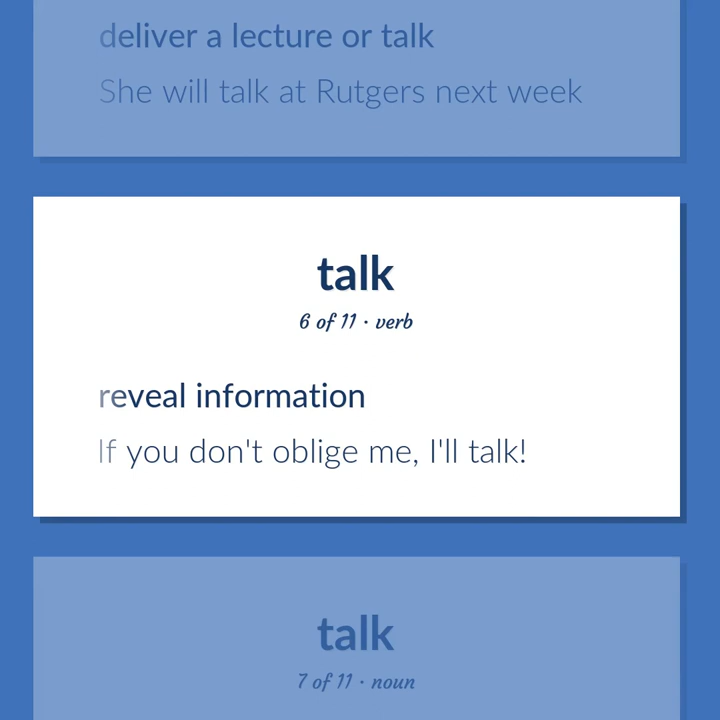 deliver a lecture or talk
She will talk at Rutgers next week
talk
6 of 11 · verb
reveal information
If you don't oblige me, I'll talk!
talk
7 of 11 · noun